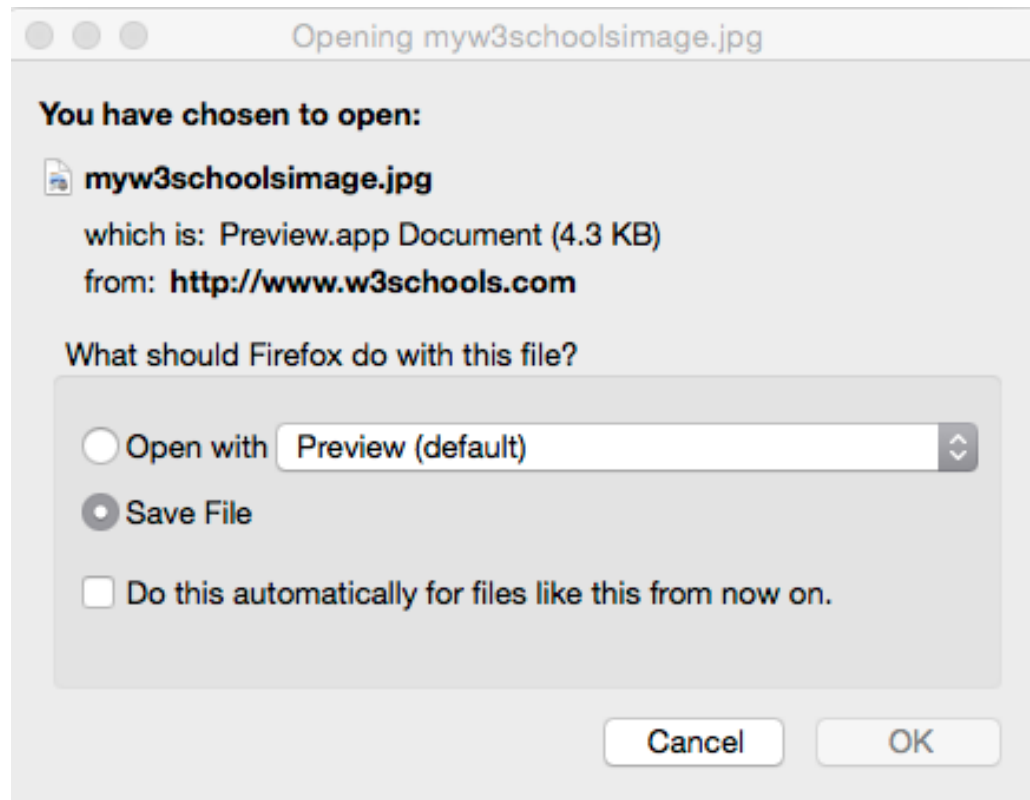 Opening myw3schoolsimage.jpg
You have chosen to open:
myw3schoolsimage.jpg
which is: Preview.app Document (4.3 KB)
from: http://www.w3schools.com
What should Firefox do with this file?
Open with Preview (default)
Save File
Do this automatically for files like this from now on.
Cancel OK